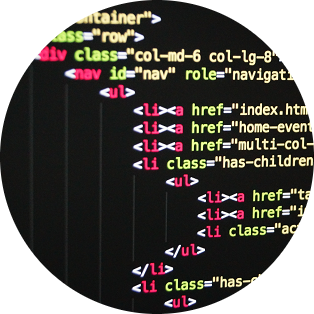 ontainer">
class="row">
<div class="col-md-6 col-lg-8"
<nav id="nav" role="navigati
<ul>
<li><a href="index.htm
<li><a href="home-event
<li><a href="multi-col-
<li class="has-children
<ul>
<li><a href="ta
<li><a href="i
<li class="ac
</ul>
</li>
<li class="has-c
<ul>